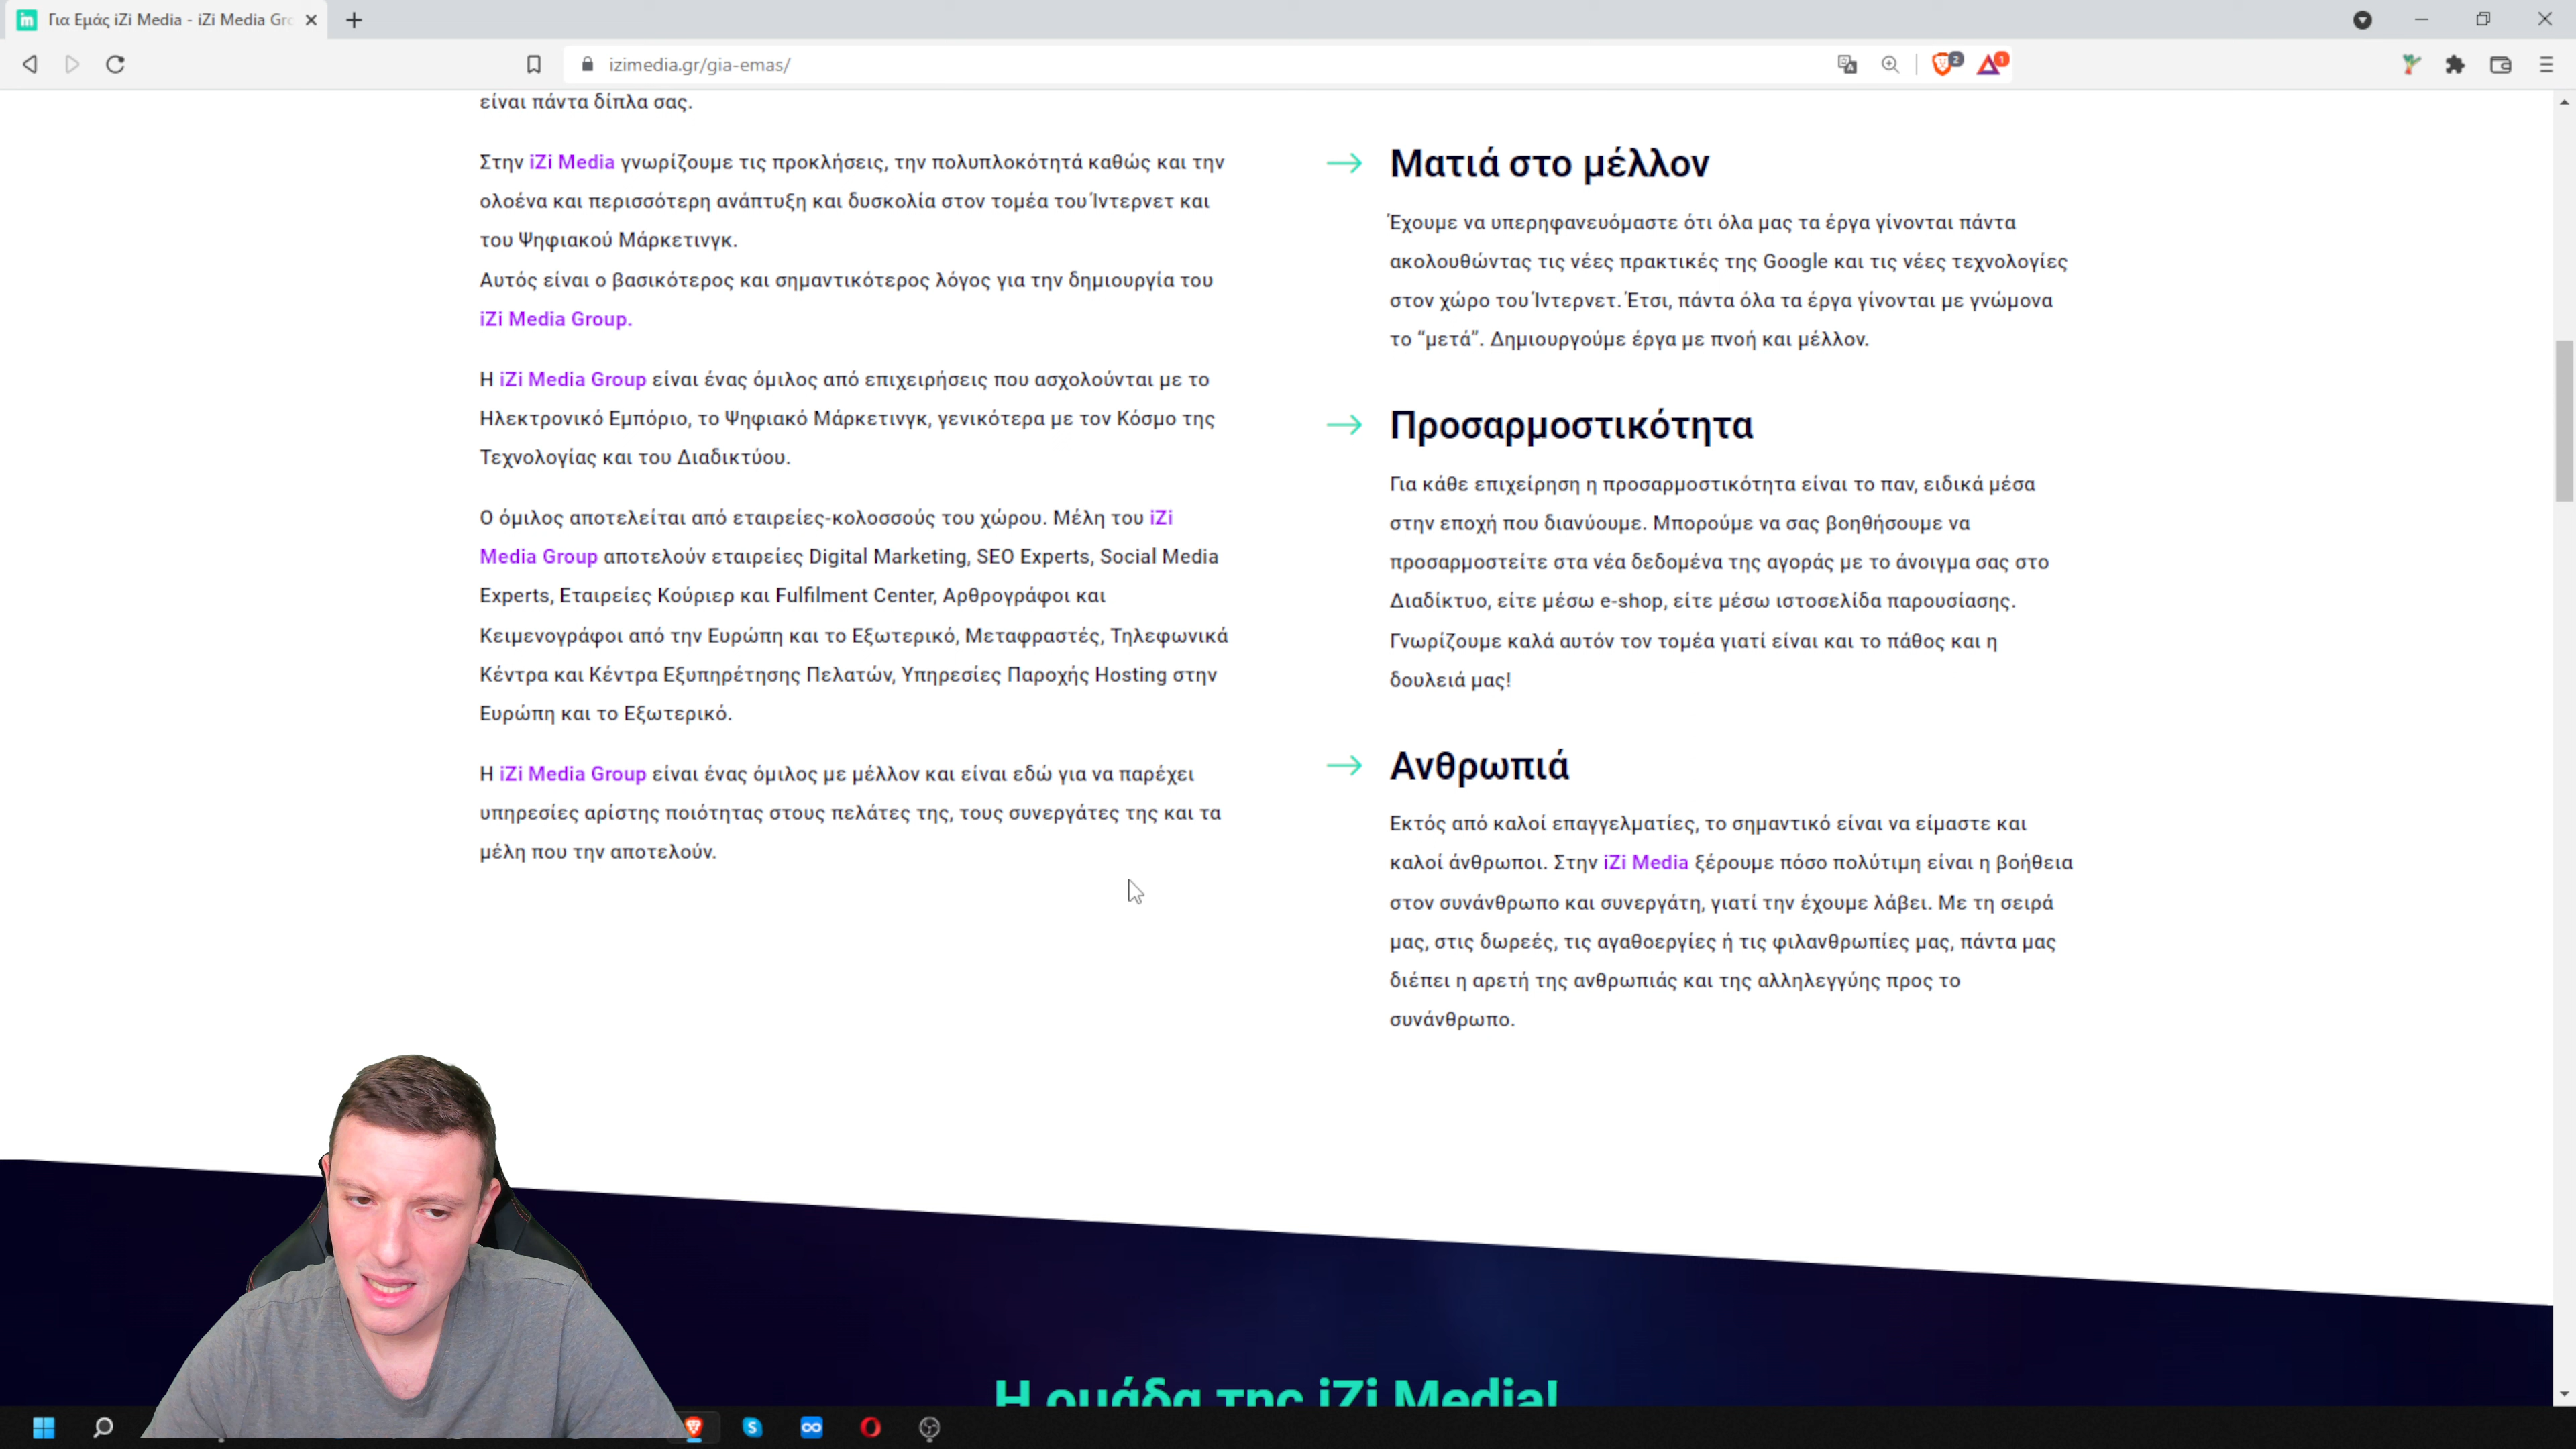 Για Εμάς iZi Media - iZi Media Gr
izimedia.gr/gia-emas/
2
1
είναι πάντα δίπλα σας.
Στην iZi Media γνωρίζουμε τις προκλήσεις, την πολυπλοκότητά καθώς και την
ολοένα και περισσότερη ανάπτυξη και δυσκολία στον τομέα του Ίντερνετ και
του Ψηφιακού Μάρκετινγκ.
Αυτός είναι ο βασικότερος και σημαντικότερος λόγος για την δημιουργία του
iZi Media Group.
Η iZi Media Group είναι ένας όμιλος από επιχειρήσεις που ασχολούνται με το
Ηλεκτρονικό Εμπόριο, το Ψηφιακό Μάρκετινγκ, γενικότερα με τον Κόσμο της
Τεχνολογίας και του Διαδικτύου.
Ο όμιλος αποτελείται από εταιρείες-κολοσσούς του χώρου. Μέλη του iZi
Media Group αποτελούν εταιρείες Digital Marketing, SEO Experts, Social Media
Experts, Εταιρείες Κούριερ και Fulfilment Center, Αρθρογράφοι και
Κειμενογράφοι από την Ευρώπη και το Εξωτερικό, Μεταφραστές, Τηλεφωνικά
Κέντρα και Κέντρα Εξυπηρέτησης Πελατών, Υπηρεσίες Παροχής Hosting στην
Ευρώπη και το Εξωτερικό.
Η iZi Media Group είναι ένας όμιλος με μέλλον και είναι εδώ για να παρέχει
υπηρεσίες αρίστης ποιότητας στους πελάτες της, τους συνεργάτες της και τα
μέλη που την αποτελούν.
Ματιά στο μέλλον
Έχουμε να υπερηφανευόμαστε ότι όλα μας τα έργα γίνονται πάντα
ακολουθώντας τις νέες πρακτικές της Google και τις νέες τεχνολογίες
στον χώρο του Ίντερνετ. Έτσι, πάντα όλα τα έργα γίνονται με γνώμονα
το “μετά”. Δημιουργούμε έργα με πνοή και μέλλον.
Προσαρμοστικότητα
Για κάθε επιχείρηση η προσαρμοστικότητα είναι το παν, ειδικά μέσα
στην εποχή που διανύουμε. Μπορούμε να σας βοηθήσουμε να
προσαρμοστείτε στα νέα δεδομένα της αγοράς με το άνοιγμα σας στο
Διαδίκτυο, είτε μέσω e-shop, είτε μέσω ιστοσελίδα παρουσίασης.
Γνωρίζουμε καλά αυτόν τον τομέα γιατί είναι και το πάθος και η
δουλειά μας!
Ανθρωπιά
Εκτός από καλοί επαγγελματίες, το σημαντικό είναι να είμαστε και
καλοί άνθρωποι. Στην iZi Media ξέρουμε πόσο πολύτιμη είναι η βοήθεια
στον συνάνθρωπο και συνεργάτη, γιατί την έχουμε λάβει. Με τη σειρά
μας, στις δωρεές, τις αγαθοεργίες ή τις φιλανθρωπίες μας, πάντα μας
διέπει η αρετή της ανθρωπιάς και της αλληλεγγύης προς το
συνάνθρωπο.
Η ομάδα της iZi Media!